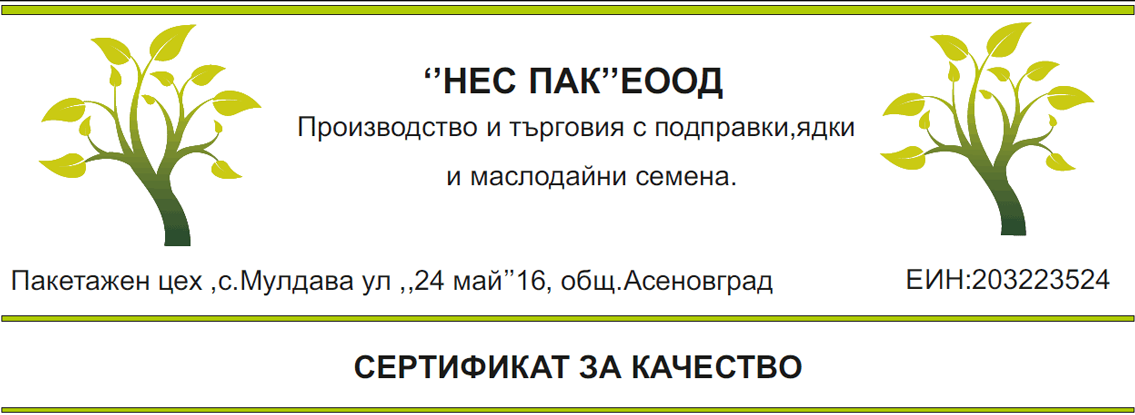 ‘’НЕС ПАК’’ЕООД
Производство и търговия с подправки,ядки
и маслодайни семена.
Пакетажен цех ,с.Мулдава ул ,,24 май’’16, общ.Асеновград
ЕИН:203223524
СЕРТИФИКАТ ЗА КАЧЕСТВО